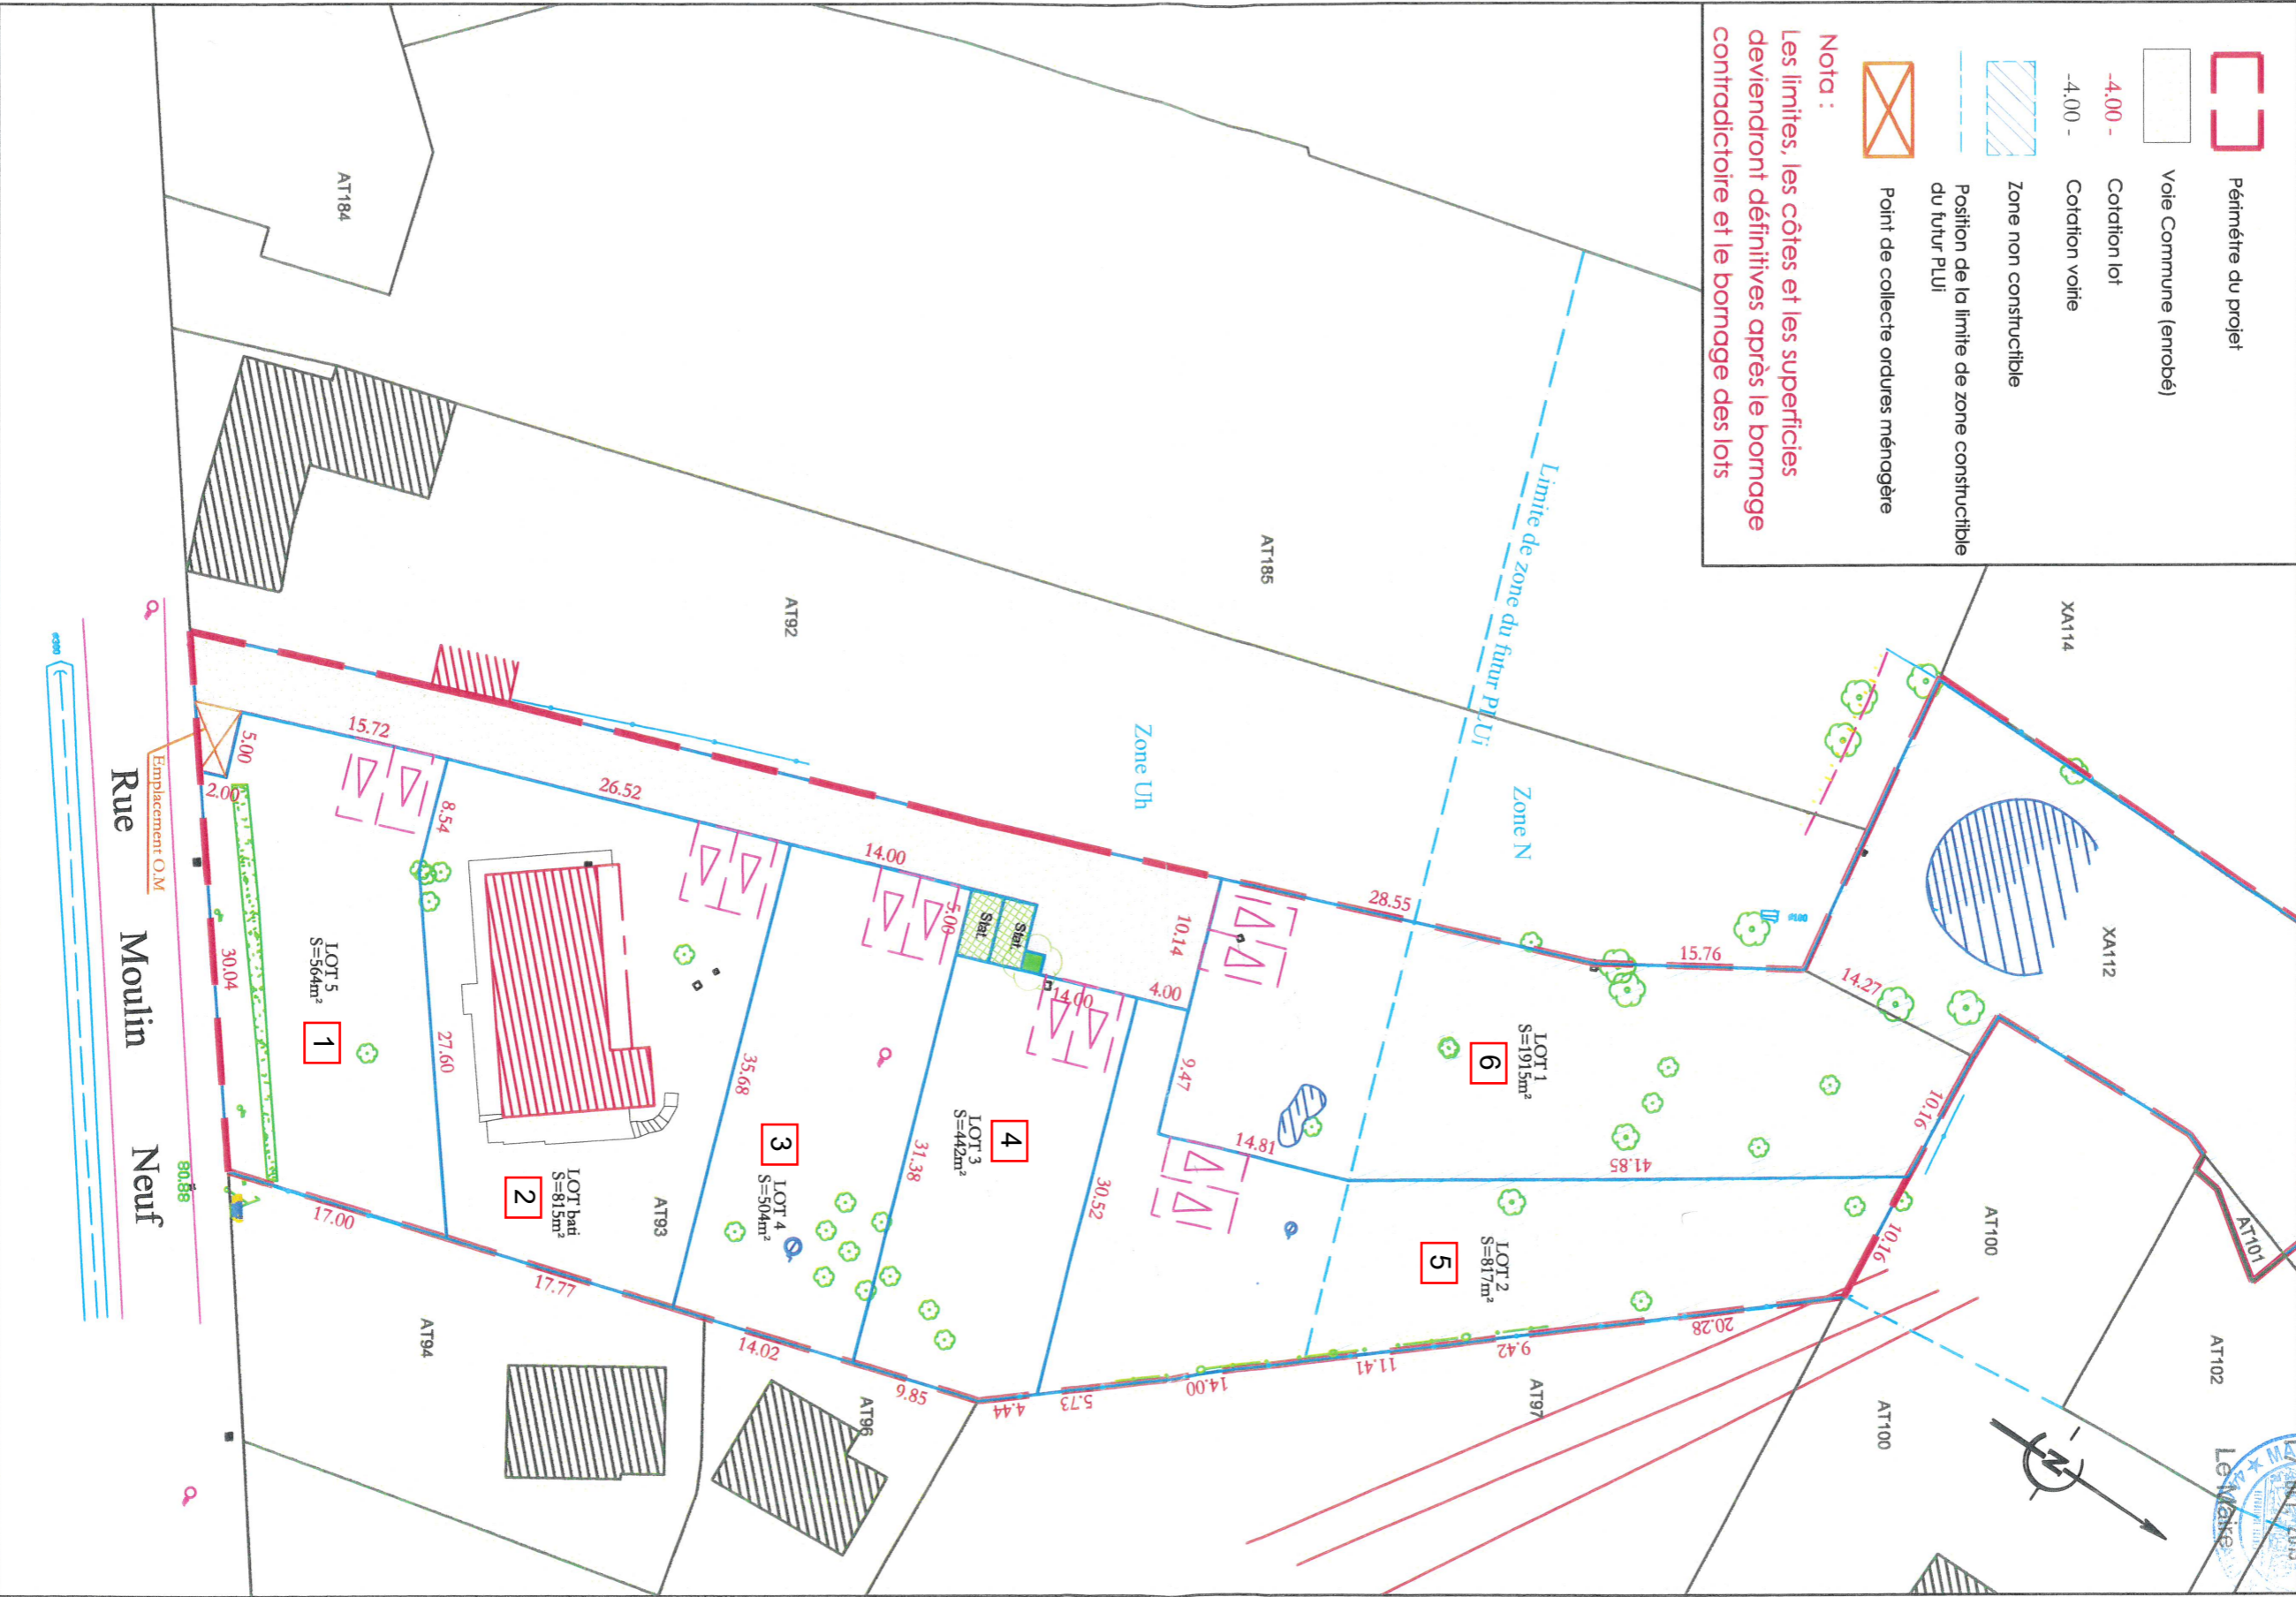 Périmétre du projet
Voie Commune (enrobé)
-4.00 - Cotation lot
-4.00 - Cotation voirie
Zone non constructible
Position de la limite de zone constructible
du futur PLUi
Point de collecte ordures ménagère
Nota :
Les limites, les côtes et les superficies
deviendront définitives après le bornage
contradictoire et le bornage des lots
XA114
XA112
AT184
AT185
AT92
AT93
AT94
AT96
AT97
AT100
AT100
AT101
AT102
Limite de zone du futur PLUi
Zone N
Zone Uh
LOT 1
S=1915m²
6
LOT 2
S=817m²
5
LOT 3
S=442m²
4
LOT 4
S=504m²
3
LOT bati
S=815m²
2
LOT 5
S=564m²
1
Stat.
Stat.
15.72
5.00
2.00
8.54
26.52
14.00
5.00
10.14
4.00
14.00
9.47
14.81
28.55
15.76
14.27
10.16
10.16
41.85
20.28
9.42
11.41
14.00
5.73
4.44
9.85
14.02
17.77
17.00
30.04
27.60
35.68
31.38
30.52
Emplacement O.M
Rue Moulin Neuf
80.88
ø300
ø100
N
Le Maire